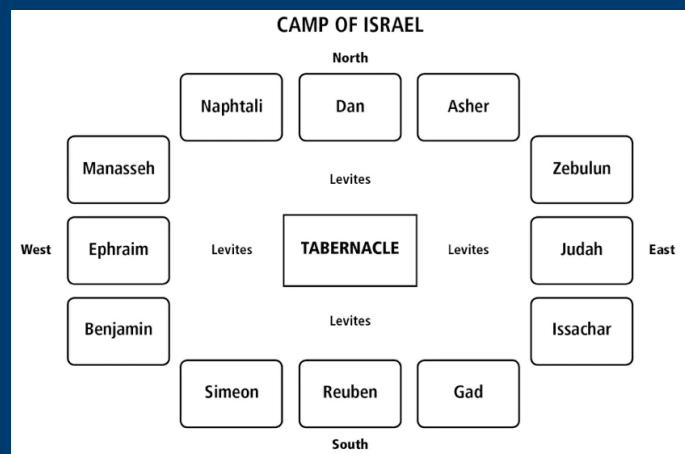 CAMP OF ISRAEL
North
Naphtali Dan Asher
Manasseh Levites Zebulun
West Ephraim Levites TABERNACLE Levites Judah East
Benjamin Levites Issachar
Simeon Reuben Gad
South